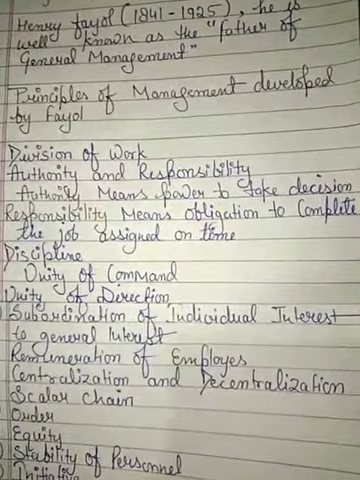 Henry fayol (1841-1925), he is
well known as the "father of
General Management"
Principles of Management developed
by Fayol
Division of Work
Authority and Responsibility
Authority Means power to take decision
Responsibility Means obligation to Complete
the job assigned on time
Discipline
Unity of Command
Unity of Direction
Subordination of Individual Interest
to general Interest
Remuneration of Employes
Centralization and Decentralization
Scalar Chain
Order
Equity
Stability of Personnel
Initiative